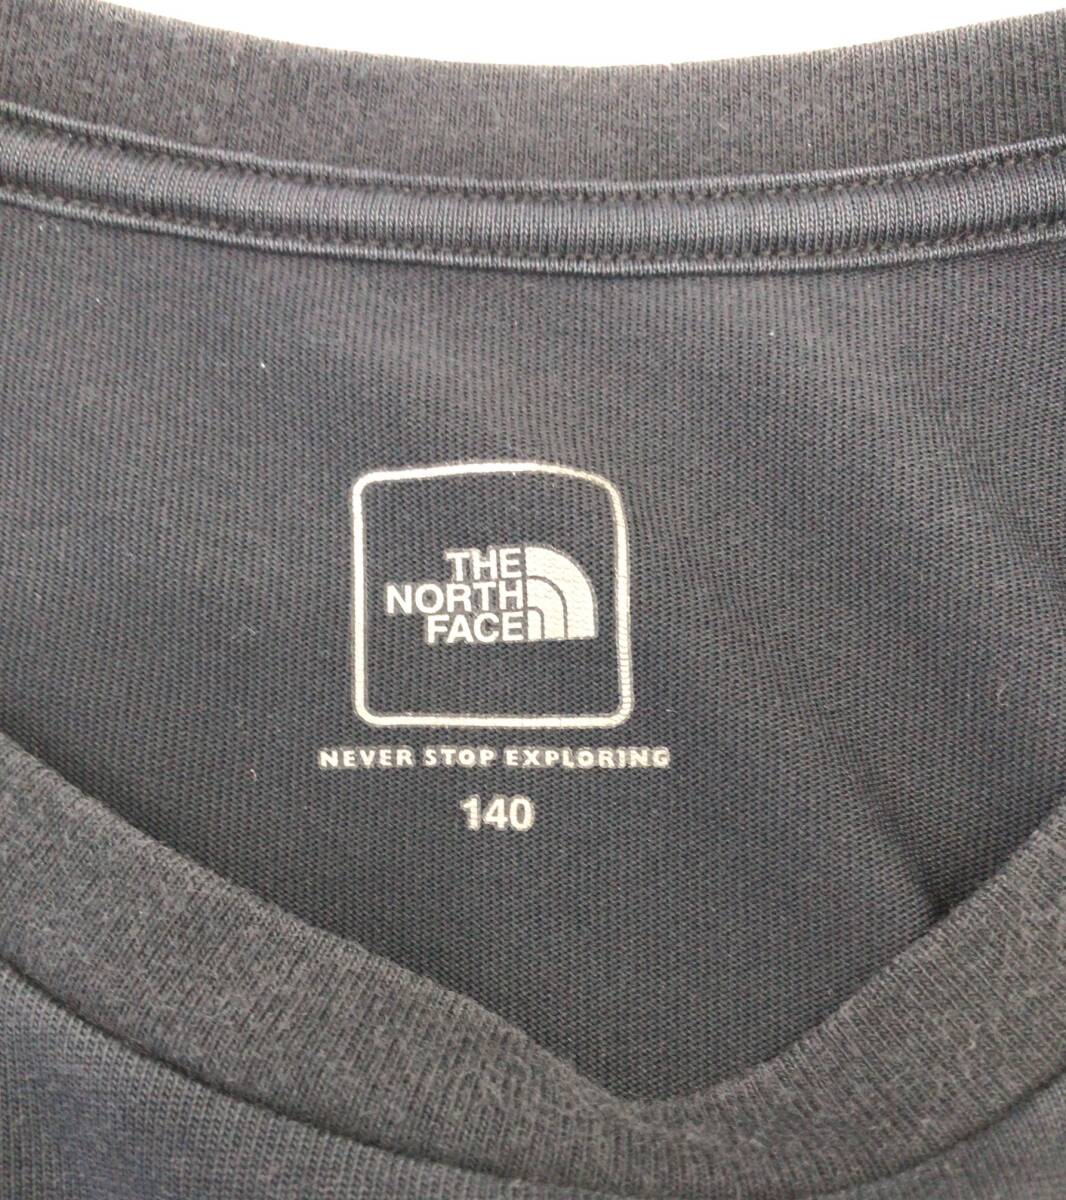 THE
NORTH
FACE
NEVER STOP EXPLORING
140